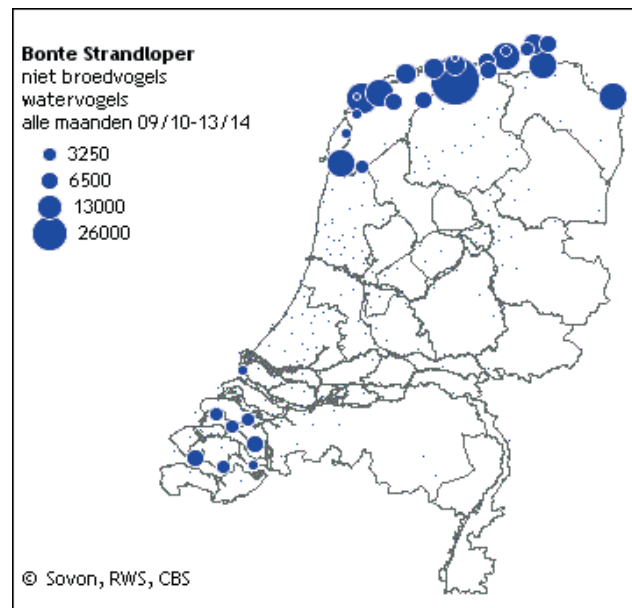 Bonte Strandloper
niet broedvogels
watervogels
alle maanden 09/10-13/14
3250
6500
13000
26000
© Sovon, RWS, CBS